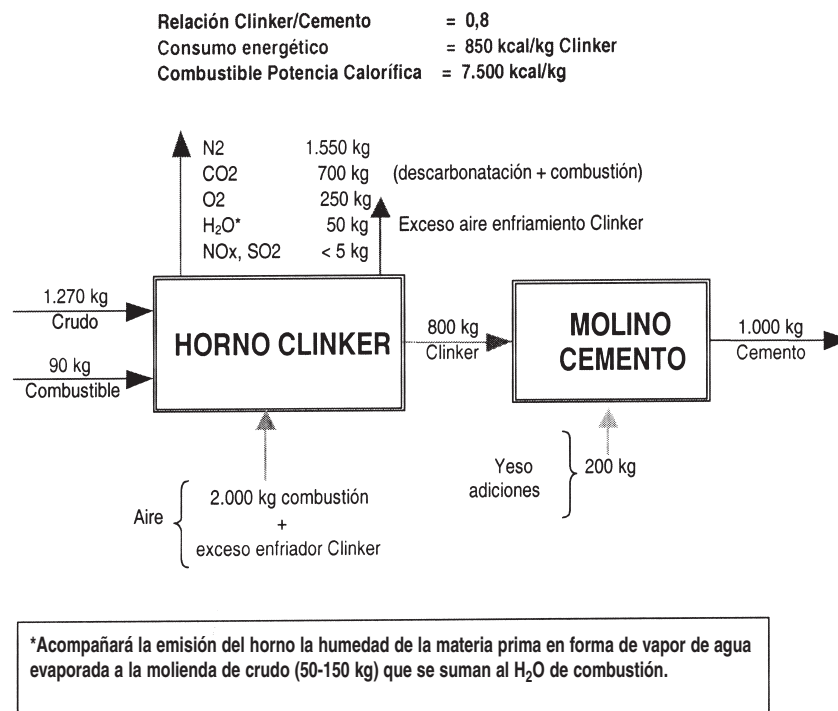 Relación Clinker/Cemento = 0,8
Consumo energético = 850 kcal/kg Clinker
Combustible Potencia Calorífica = 7.500 kcal/kg
N2 1.550 kg
CO2 700 kg (descarbonatación + combustión)
O2 250 kg
H₂O* 50 kg Exceso aire enfriamiento Clinker
NOx, SO2 < 5 kg
1.270 kg
Crudo
90 kg
Combustible
HORNO CLINKER
800 kg
Clinker
MOLINO
CEMENTO
1.000 kg
Cemento
Aire
2.000 kg combustión
+
exceso enfriador Clinker
Yeso
adiciones
200 kg
*Acompañará la emisión del horno la humedad de la materia prima en forma de vapor de agua
evaporada a la molienda de crudo (50-150 kg) que se suman al H₂O de combustión.